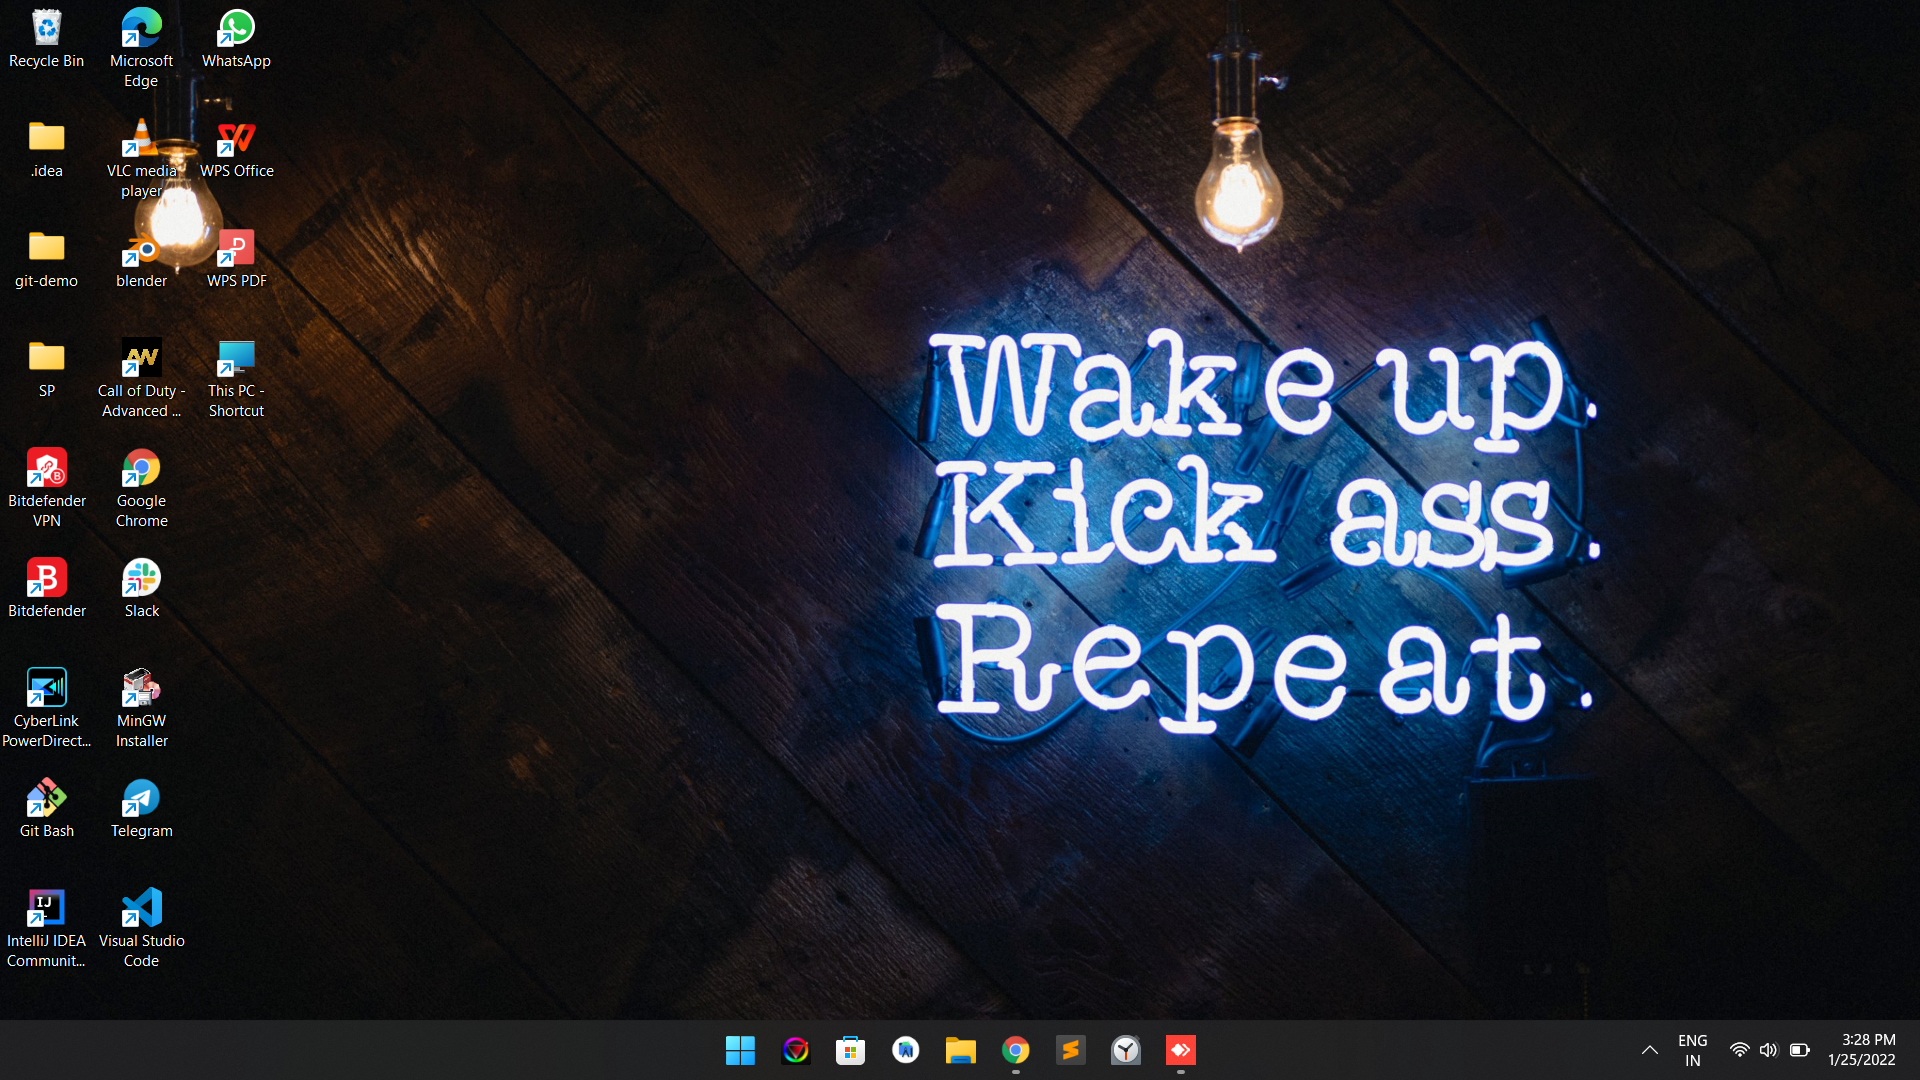 Recycle Bin
Microsoft
Edge
WhatsApp
.idea
VLC media
player
WPS Office
git-demo
blender
WPS PDF
SP
Call of Duty -
Advanced ...
This PC -
Shortcut
Bitdefender
VPN
Google
Chrome
Bitdefender
Slack
CyberLink
PowerDirect...
MinGW
Installer
Git Bash
Telegram
IntelliJ IDEA
Communit...
Visual Studio
Code
Wake up.
Kick ass.
Repeat.
ENG
IN
3:28 PM
1/25/2022